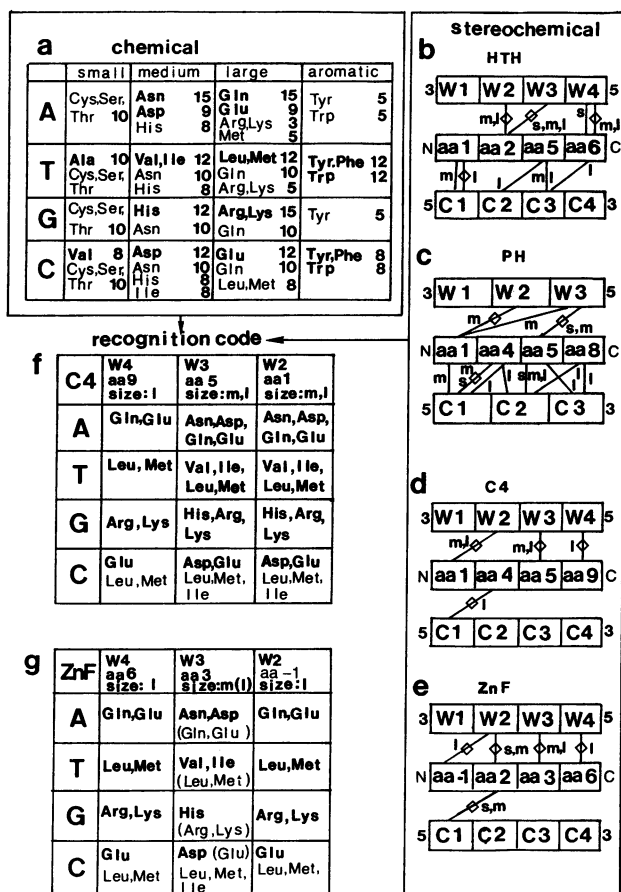 a chemical
small medium large aromatic
A
Cys,Ser, Thr 10
Asn 15
Asp 9
His 8
Gln 15
Glu 9
Arg,Lys 3
Met 5
Tyr 5
Trp 5
T
Ala 10
Cys,Ser, Thr
Val,Ile 12
Asn 10
His 8
Leu,Met 12
Gln 10
Arg,Lys 5
Tyr,Phe 12
Trp 12
G
Cys,Ser, Thr 10
His 12
Asn 10
Arg,Lys 15
Gln 10
Tyr 5
C
Val 8
Cys,Ser, Thr 10
Asp 12
Asn 10
His 8
Ile 8
Glu 12
Gln 10
Leu,Met 8
Tyr,Phe 8
Trp 8
recognition code
f
C4
W4 aa9 size: l
W3 aa 5 size:m,l
W2 aa1 size:m,l
A
Gln,Glu
Asn,Asp, Gln,Glu
Asn,Asp, Gln,Glu
T
Leu,Met
Val,Ile, Leu,Met
Val,Ile, Leu,Met
G
Arg,Lys
His,Arg, Lys
His,Arg, Lys
C
Glu
Leu,Met
Asp,Glu
Leu,Met, Ile
Asp,Glu
Leu,Met, Ile
g
ZnF
W4 aa6 size: l
W3 aa3 size:m(l)
W2 aa -1 size:l
A
Gln,Glu
Asn,Asp (Gln,Glu)
Gln,Glu
T
Leu,Met
Val,Ile (Leu,Met)
Leu,Met
G
Arg,Lys
His (Arg,Lys)
Arg,Lys
C
Glu
Leu,Met
Asp (Glu)
Leu,Met, Ile
Glu
Leu,Met,
stereochemical
b HTH
3 W1 W2 W3 W4 5
m,l s,m,l s m,l
N aa1 aa2 aa5 aa6 C
m l l m l l
5 C1 C2 C3 C4 3
c PH
3 W1 W2 W3 5
m m s,m
N aa1 aa4 aa5 aa8 C
m m s l l s m,l l l
5 C1 C2 C3 3
d C4
3 W1 W2 W3 W4 5
m,l m,l l
N aa1 aa4 aa5 aa9 C
l
5 C1 C2 C3 C4 3
e ZnF
3 W1 W2 W3 W4 5
l s,m m,l l
N aa-1 aa2 aa3 aa6 C
s,m
5 C1 C2 C3 C4 3